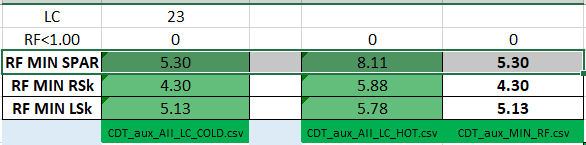 LC 23
RF<1.00 0 0 0
RF MIN SPAR 5.30 8.11 5.30
RF MIN RSk 4.30 5.88 4.30
RF MIN LSk 5.13 5.78 5.13
CDT_aux_All_LC_COLD.csv CDT_aux_All_LC_HOT.csv CDT_aux_MIN_RF.csv